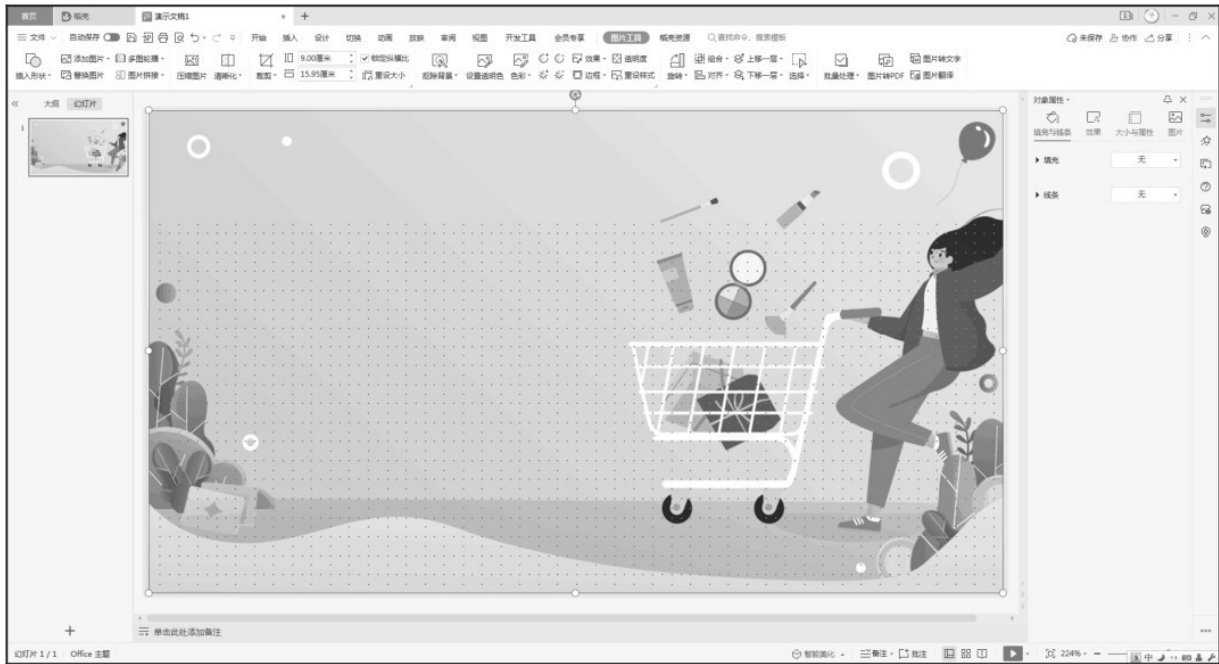 首页 稻壳 演示文稿1 +
文件 自动保存 开始 插入 设计 切换 动画 放映 审阅 视图 开发工具 会员专享 图片工具 稻壳资源 查找命令、搜索模板 未保存 协作 分享
添加图片 多图轮播 9.00厘米 锁定纵横比 效果 透明度 组合 上移一层 图片转文字
插入形状 替换图片 图片拼接 压缩图片 清晰化 裁剪 15.95厘米 重设大小 抠除背景 设置透明色 色彩 边框 重设样式 旋转 对齐 下移一层 选择 批量处理 图片转PDF 图片翻译
大纲 幻灯片
1
对象属性
填充与线条 效果 大小与属性 图片
填充 无
线条 无
单击此处添加备注
幻灯片 1 / 1 Office 主题 智能美化 备注 批注 224% 中